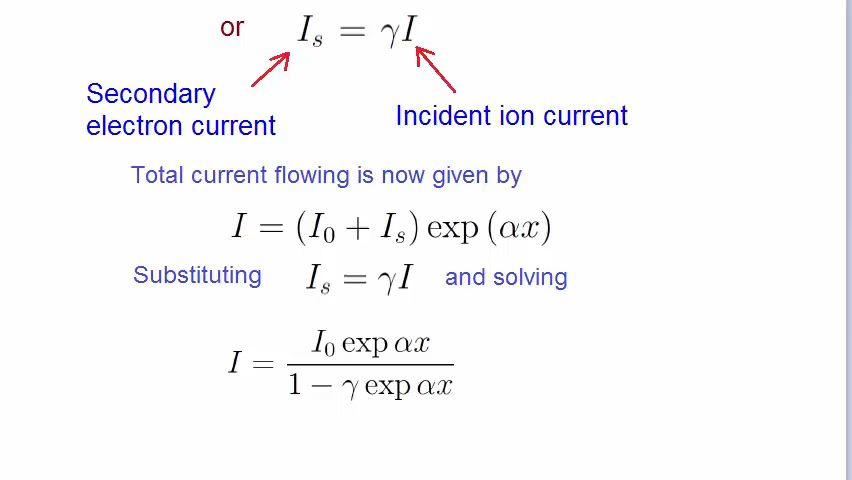 or I_s = γI
Secondary
electron current
Incident ion current
Total current flowing is now given by
I = (I_0 + I_s) exp (αx)
Substituting I_s = γI and solving
I = \frac{I_0 exp αx}{1 − γ exp αx}